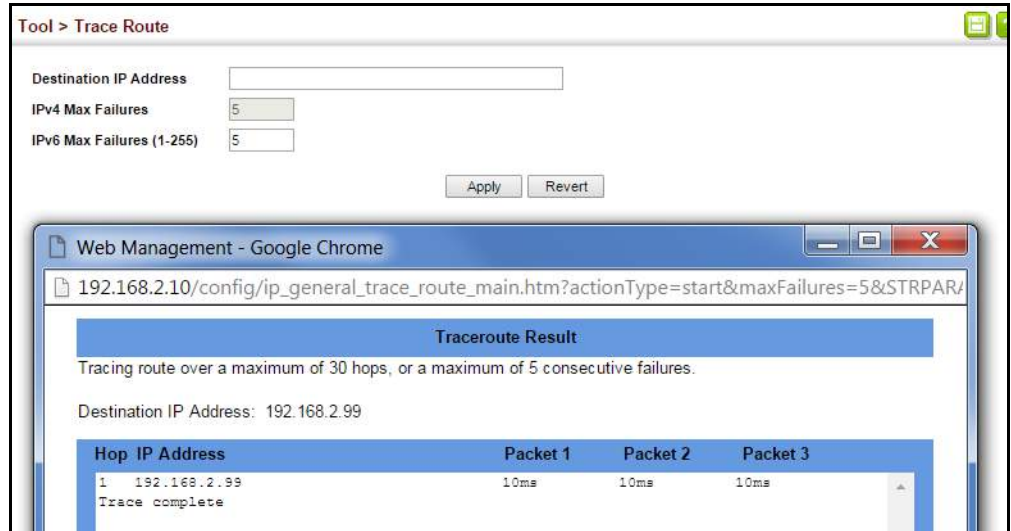 Tool > Trace Route
Destination IP Address
IPv4 Max Failures 5
IPv6 Max Failures (1-255) 5
Apply Revert
Web Management - Google Chrome
192.168.2.10/config/ip_general_trace_route_main.htm?actionType=start&maxFailures=5&STRPARA
Traceroute Result
Tracing route over a maximum of 30 hops, or a maximum of 5 consecutive failures.
Destination IP Address: 192.168.2.99
Hop IP Address Packet 1 Packet 2 Packet 3
1 192.168.2.99 10ms 10ms 10ms
Trace complete